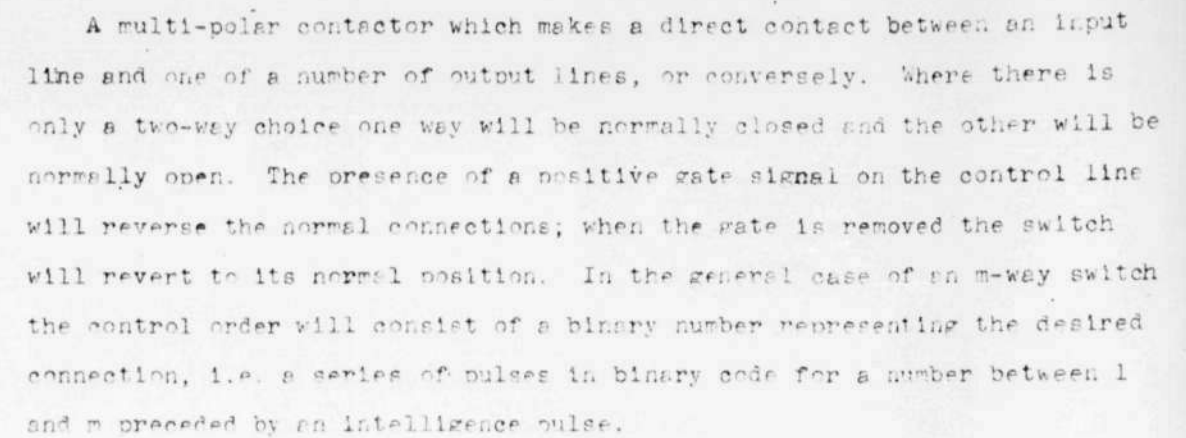 A multi-polar contactor which makes a direct contact between an input
line and one of a number of output lines, or conversely. Where there is
only a two-way choice one way will be normally closed and the other will be
normally open. The presence of a positive gate signal on the control line
will reverse the normal connections; when the gate is removed the switch
will revert to its normal position. In the general case of an m-way switch
the control order will consist of a binary number representing the desired
connection, i.e. a series of pulses in binary code for a number between 1
and m preceded by an intelligence pulse.